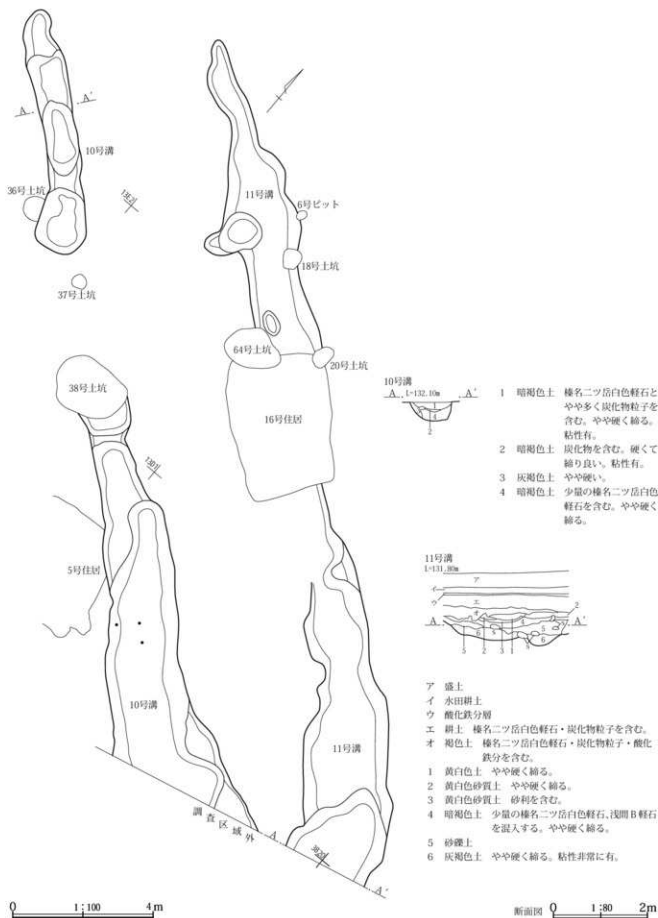 A
A'
10号溝
36号土坑
37号土坑
11号溝
6号ピット
18号土坑
64号土坑
20号土坑
16号住居
38号土坑
5号住居
10号溝
11号溝
調査区域外
A
A'
10号溝
A L=132.10m A'
1
4
2
1 暗褐色土 榛名二ツ岳白色軽石と
やや多く炭化物粒子を
含む。やや硬く締る。
粘性有。
2 暗褐色土 炭化物を含む。硬くて
締り良い。粘性有。
3 灰褐色土 やや硬い。
4 暗褐色土 少量の榛名二ツ岳白色
軽石を含む。やや硬く
締る。
11号溝
L=131.80m
ア
イ
ウ
エ
オ
2
A
A'
4
5
6
6
5 2 3 1
ア 盛土
イ 水田耕土
ウ 酸化鉄分層
エ 耕土 榛名二ツ岳白色軽石・炭化物粒子を含む。
オ 褐色土 榛名二ツ岳白色軽石・炭化物粒子・酸化
鉄分を含む。
1 黄白色土 やや硬く締る。
2 黄白色砂質土 やや硬く締る。
3 黄白色砂質土 砂利を含む。
4 暗褐色土 少量の榛名二ツ岳白色軽石、浅間B軽石
を混入する。やや硬く締る。
5 砂礫土
6 灰褐色土 やや硬く締る。粘性非常に有。
0 1:100 4m
断面図 0 1:80 2m